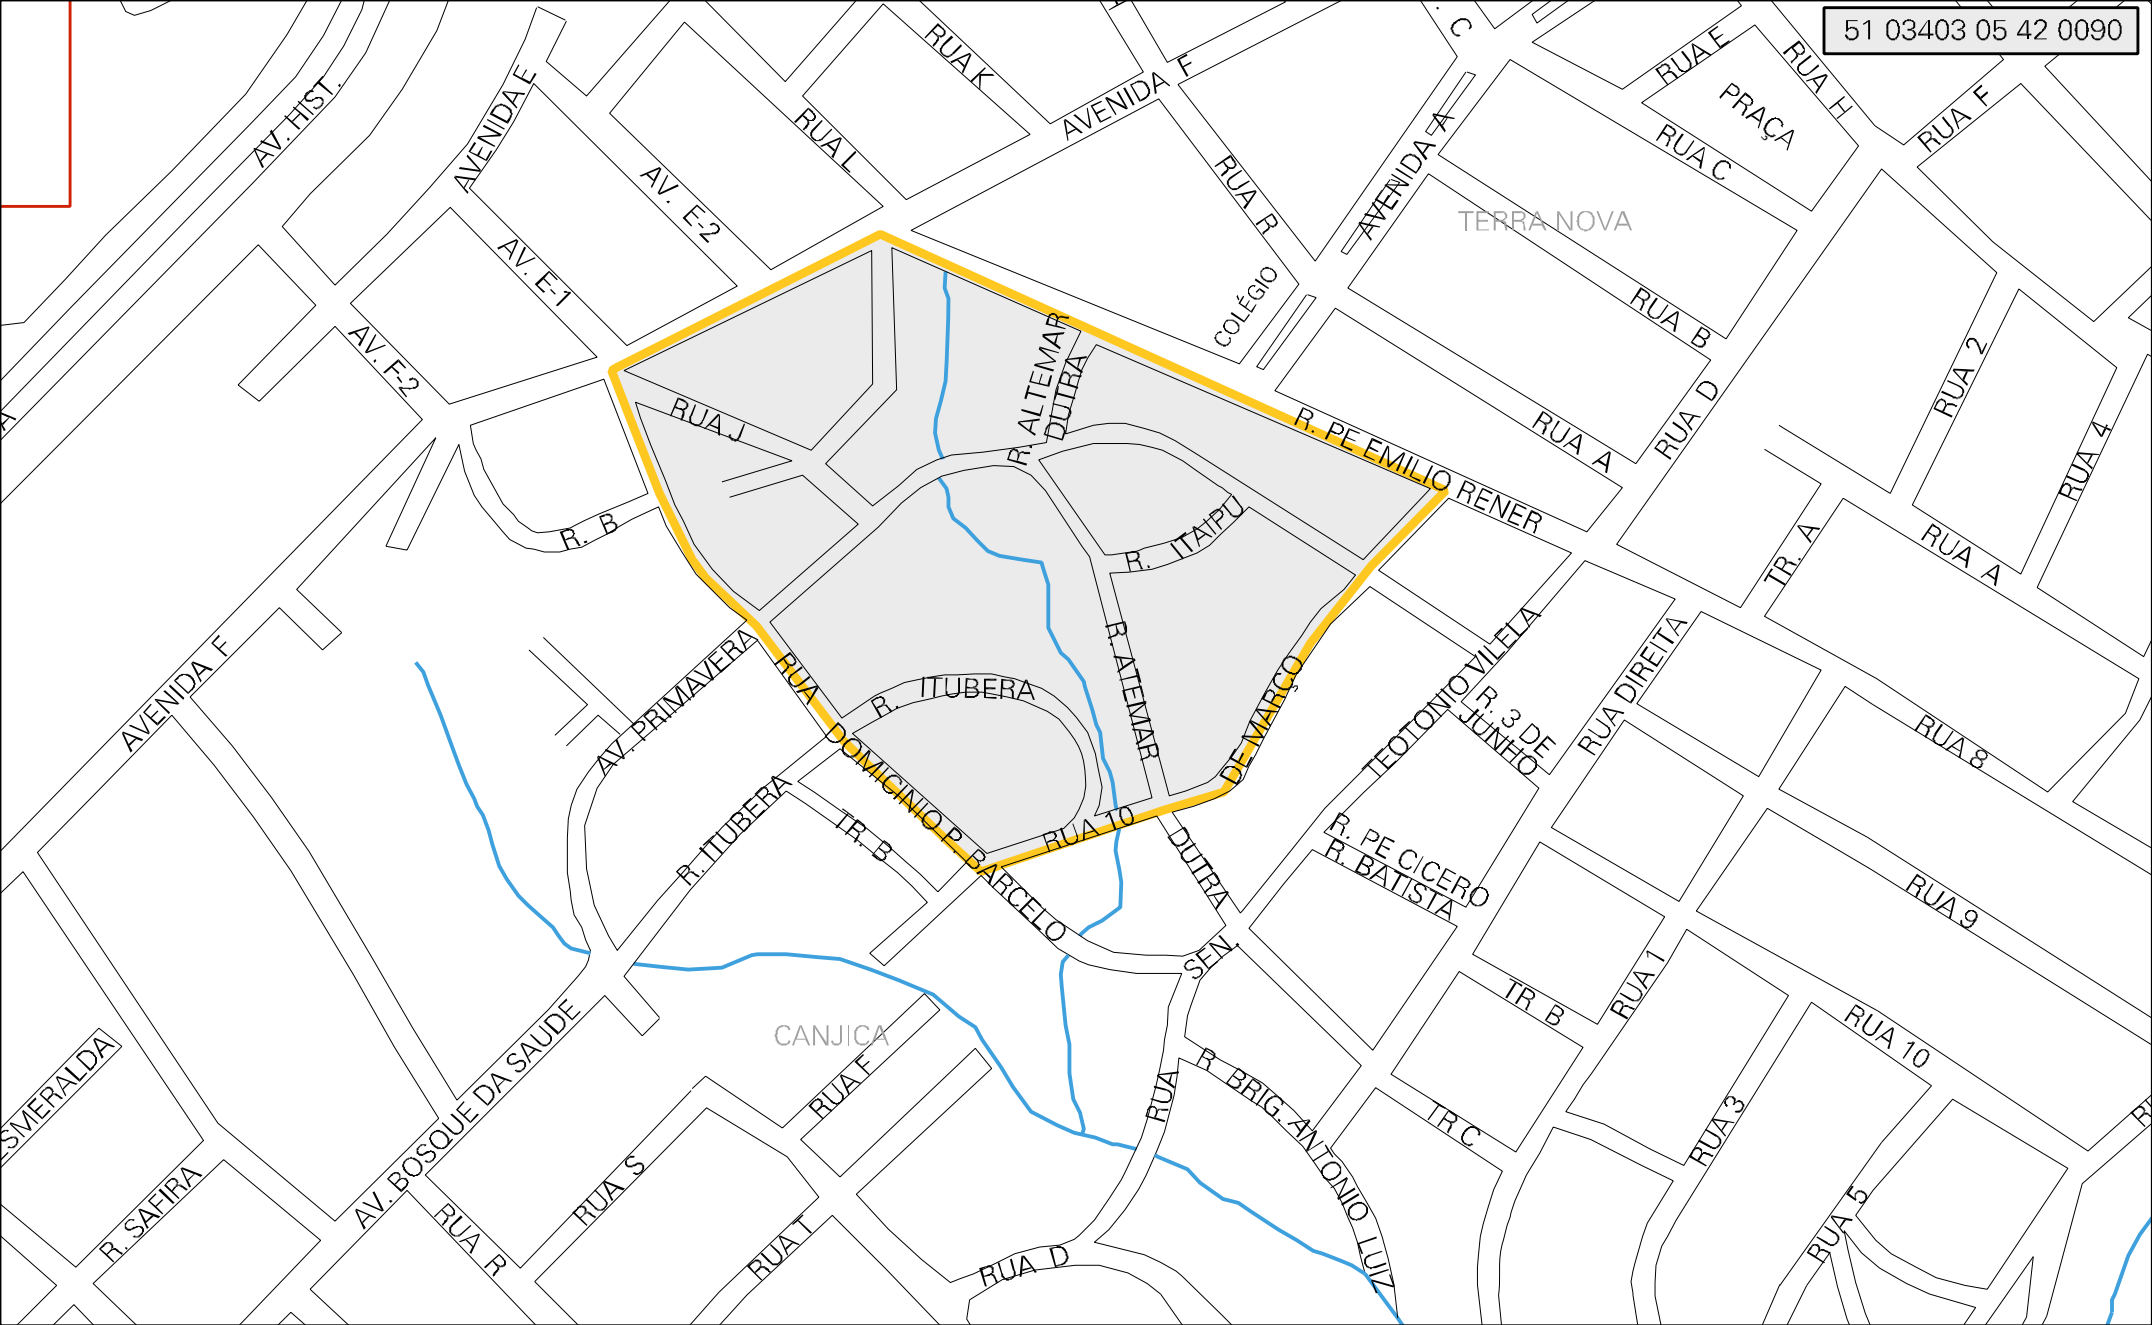 51 03403 05 42 0090
C
RUA K
AVENIDA F
RUA E
RUA H
PRAÇA
RUA F
AV. HIST.
AVENIDA E
RUA L
RUA C
AVENIDA A
RUA R
AV. E-2
TERRA NOVA
AV. E-1
COLÉGIO
RUA B
AV. F-2
R. ALTEMAR
DUTRA
RUA 2
RUA J
RUA D
RUA A
R. PE EMILIO RENER
RUA 4
R. B
R. ITAIPU
TR. A
RUA A
AVENIDA F
AV. PRIMAVERA
R. ATEMAR
DUTRA
RUA DOMICINIO P. BARCELO
R. ITUBERA
DE MARÇO
TEOTONIO VILELA
RUA DIREITA
R. 3 DE
JUNHO
RUA 8
R. ITUBERA
TR. B
RUA 10
R. PE CICERO
R. BATISTA
RUA 9
SEN.
RUA 1
TR B
RUA 10
CANJICA
AV. BOSQUE DA SAUDE
SMERALDA
RUA F
RUA
R BRIG. ANTONIO LUIZ
TR C
RUA 3
R. SAFIRA
RUA S
RUA R
RUA T
RUA D
RUA 5